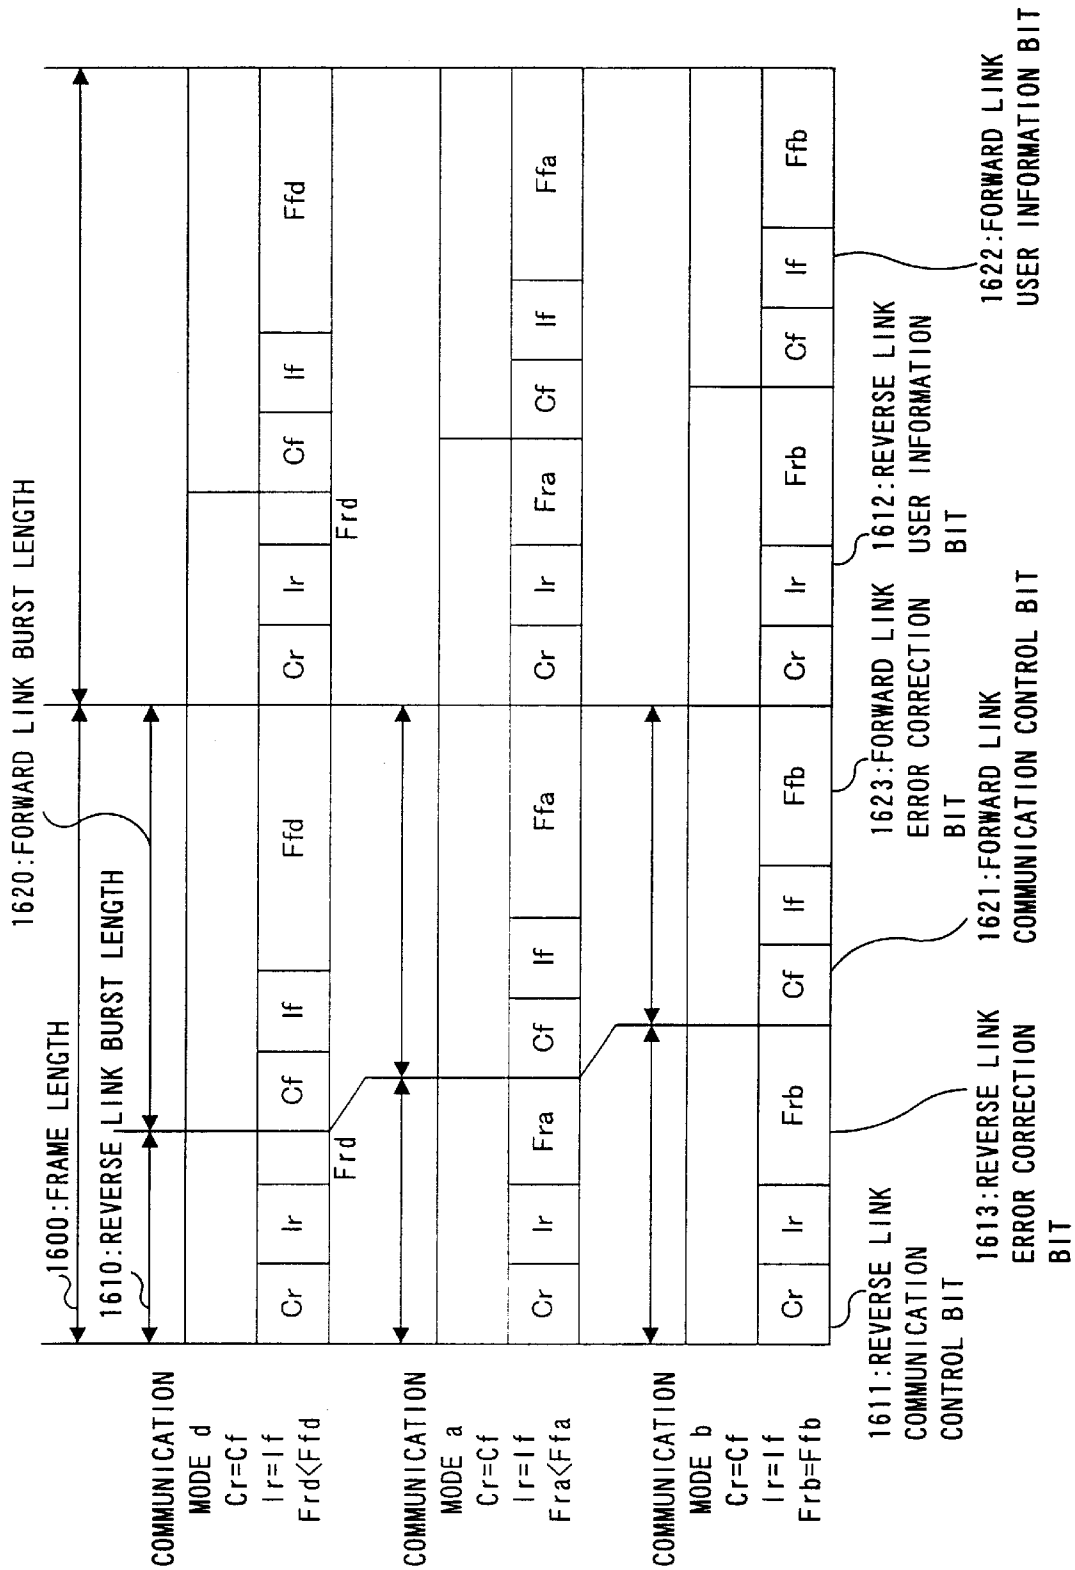 1620:FORWARD LINK BURST LENGTH
1600:FRAME LENGTH
1610:REVERSE LINK BURST LENGTH
COMMUNICATION
MODE d
Cr=Cf
Ir=If
Frd<Ffd
Cr
Ir
Frd
Cf
If
Ffd
Cr
Ir
Frd
Cf
If
Ffd
COMMUNICATION
MODE a
Cr=Cf
Ir=If
Fra<Ffa
Cr
Ir
Fra
Cf
If
Ffa
Cr
Ir
Fra
Cf
If
Ffa
COMMUNICATION
MODE b
Cr=Cf
Ir=If
Frb=Ffb
Cr
Ir
Frb
Cf
If
Ffb
Cr
Ir
Frb
Cf
If
Ffb
1611:REVERSE LINK
COMMUNICATION
CONTROL BIT
1613:REVERSE LINK
ERROR CORRECTION
BIT
1621:FORWARD LINK
COMMUNICATION CONTROL BIT
1623:FORWARD LINK
ERROR CORRECTION
BIT
1612:REVERSE LINK
USER INFORMATION
BIT
1622:FORWARD LINK
USER INFORMATION BIT